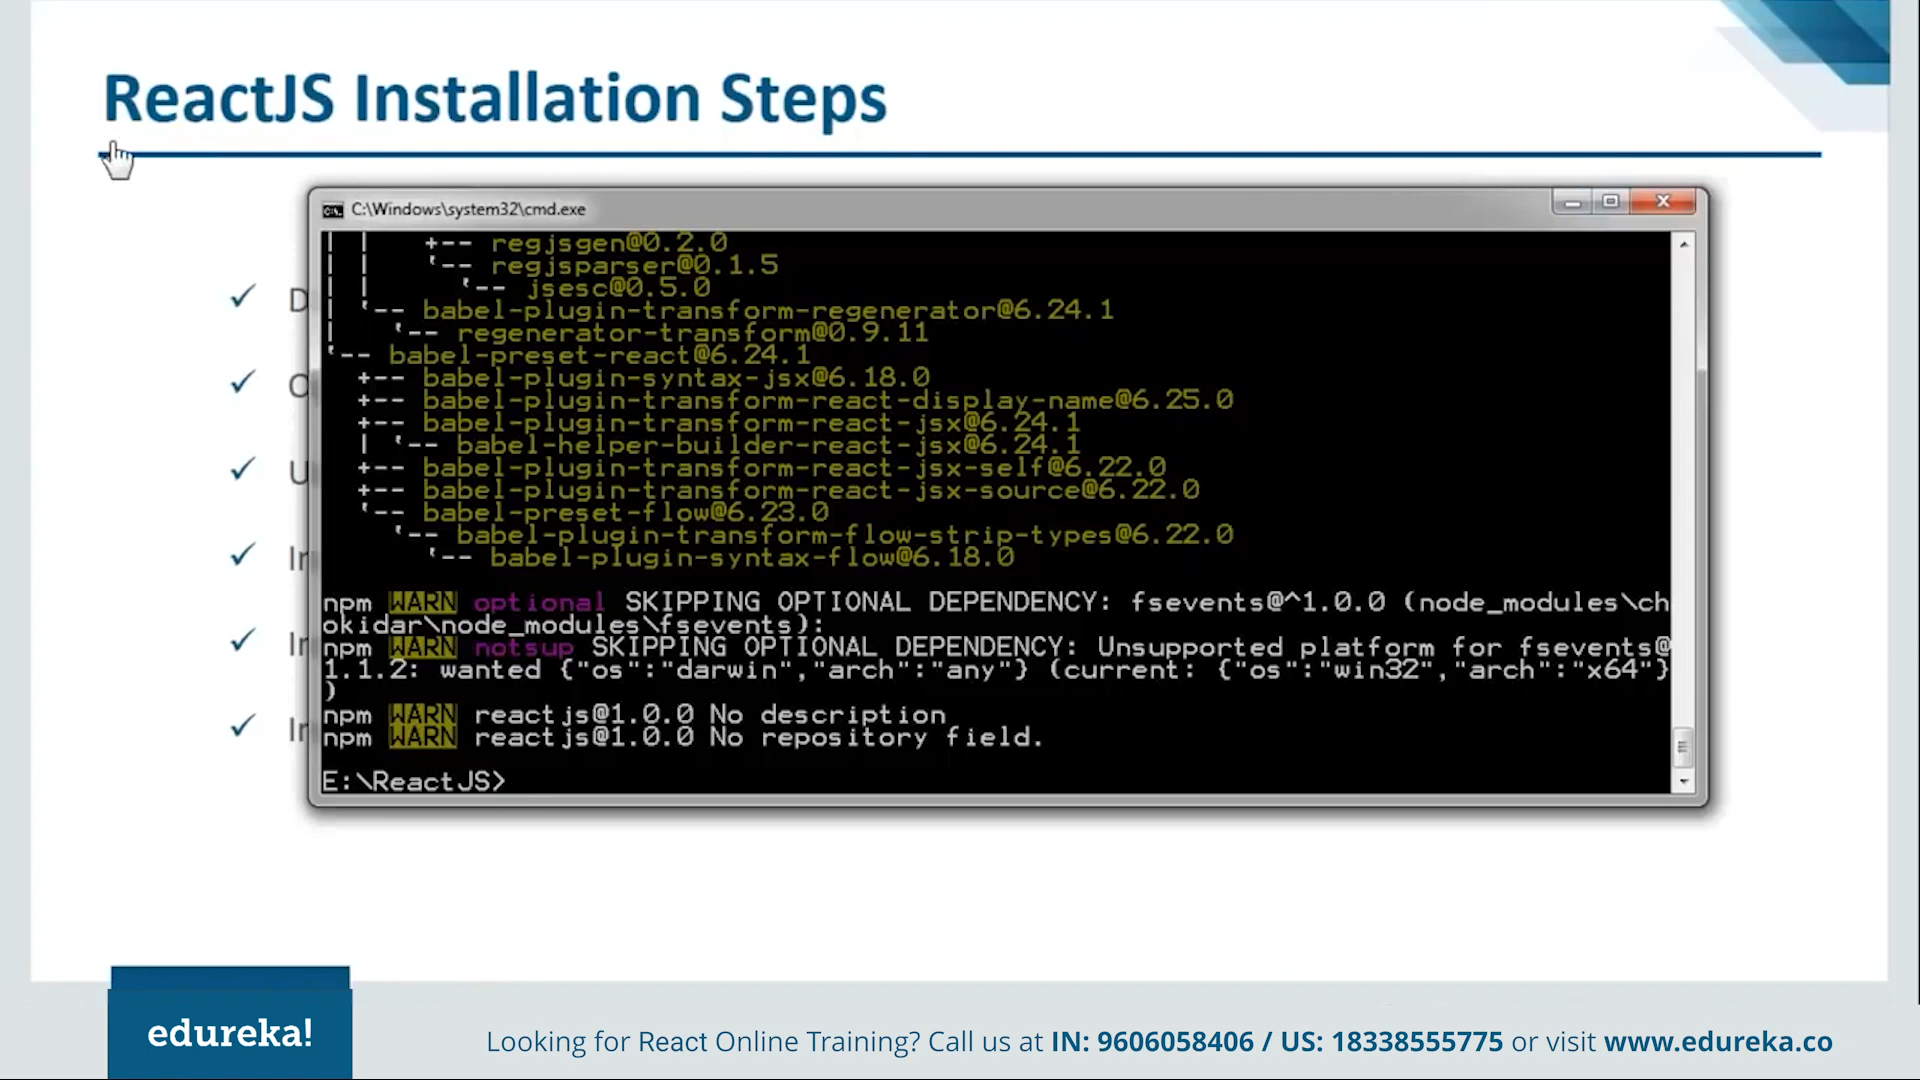 ReactJS Installation Steps
C:\Windows\system32\cmd.exe
| | +-- regjsgen@0.2.0
| | '-- regjsparser@0.1.5
| | '-- jsesc@0.5.0
| '-- babel-plugin-transform-regenerator@6.24.1
| '-- regenerator-transform@0.9.11
'-- babel-preset-react@6.24.1
+-- babel-plugin-syntax-jsx@6.18.0
+-- babel-plugin-transform-react-display-name@6.25.0
+-- babel-plugin-transform-react-jsx@6.24.1
| '-- babel-helper-builder-react-jsx@6.24.1
+-- babel-plugin-transform-react-jsx-self@6.22.0
+-- babel-plugin-transform-react-jsx-source@6.22.0
'-- babel-preset-flow@6.23.0
'-- babel-plugin-transform-flow-strip-types@6.22.0
'-- babel-plugin-syntax-flow@6.18.0
npm WARN optional SKIPPING OPTIONAL DEPENDENCY: fsevents@^1.0.0 (node_modules\ch
okidar\node_modules\fsevents):
npm WARN notsup SKIPPING OPTIONAL DEPENDENCY: Unsupported platform for fsevents@
1.1.2: wanted {"os":"darwin","arch":"any"} (current: {"os":"win32","arch":"x64"}
)
npm WARN reactjs@1.0.0 No description
npm WARN reactjs@1.0.0 No repository field.
E:\ReactJS>
edureka!
Looking for React Online Training? Call us at IN: 9606058406 / US: 18338555775 or visit www.edureka.co